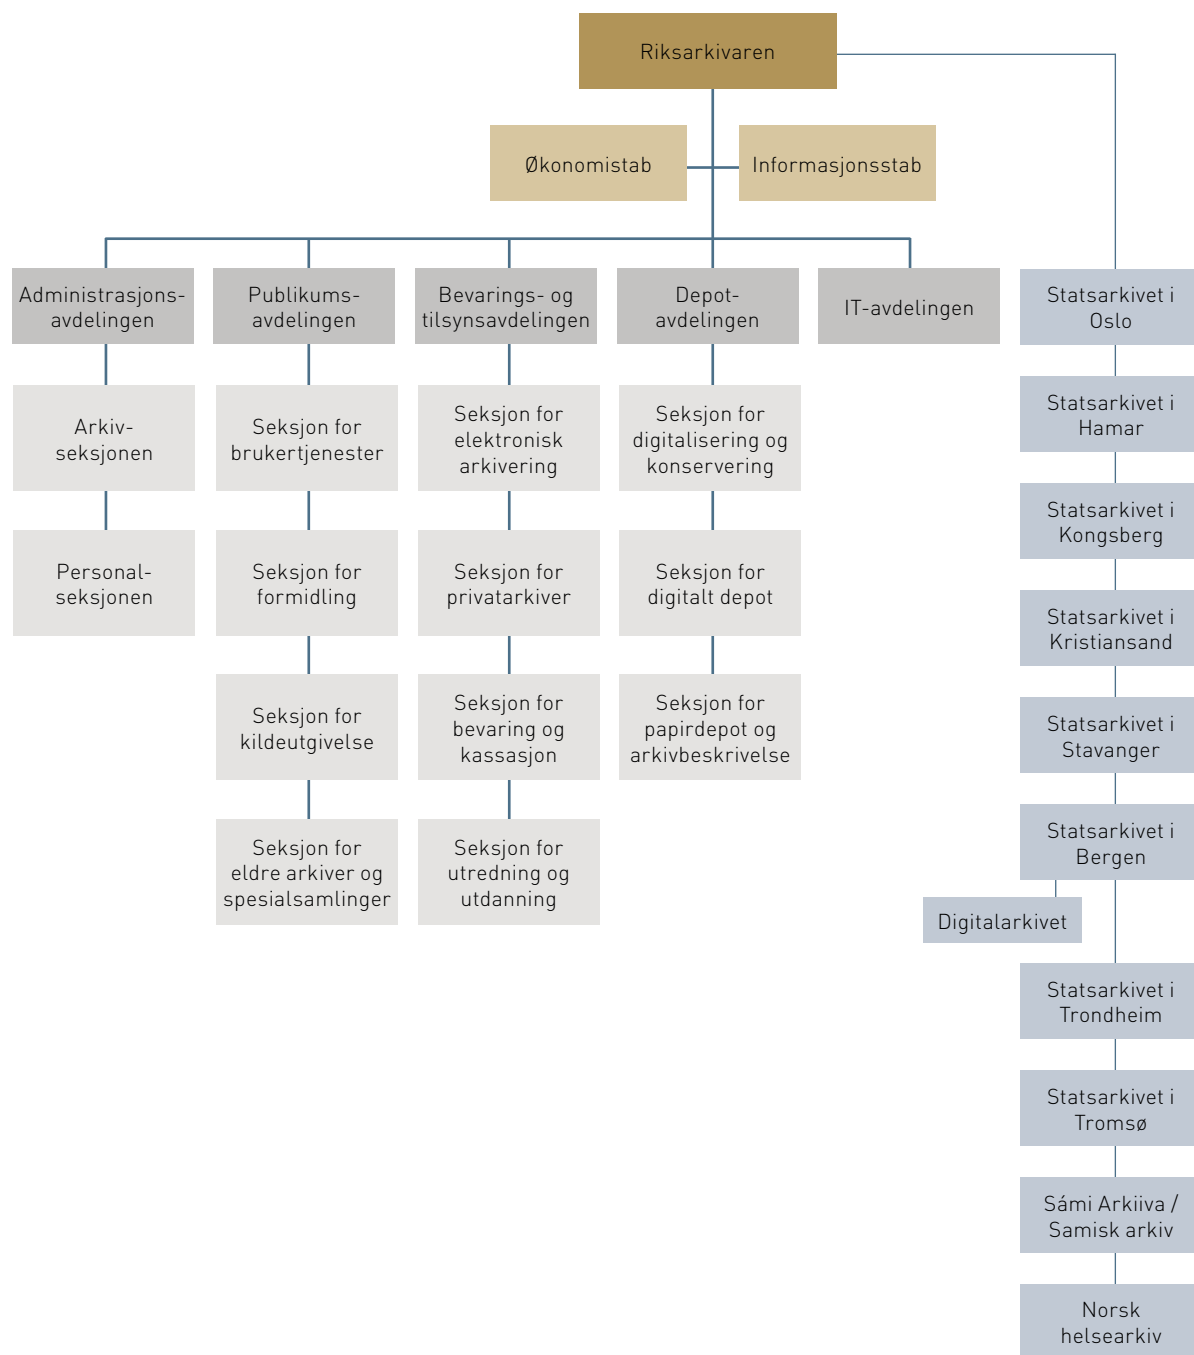 Riksarkivaren
Økonomistab
Informasjonsstab
Administrasjons-
avdelingen
Arkiv-
seksjonen
Personal-
seksjonen
Publikums-
avdelingen
Seksjon for
brukertjenester
Seksjon for
formidling
Seksjon for
kildeutgivelse
Seksjon for
eldre arkiver og
spesialsamlinger
Bevarings- og
tilsynsavdelingen
Seksjon for
elektronisk
arkivering
Seksjon for
privatarkiver
Seksjon for
bevaring og
kassasjon
Seksjon for
utredning og
utdanning
Depot-
avdelingen
Seksjon for
digitalisering og
konservering
Seksjon for
digitalt depot
Seksjon for
papirdepot og
arkivbeskrivelse
IT-avdelingen
Statsarkivet i
Oslo
Statsarkivet i
Hamar
Statsarkivet i
Kongsberg
Statsarkivet i
Kristiansand
Statsarkivet i
Stavanger
Statsarkivet i
Bergen
Digitalarkivet
Statsarkivet i
Trondheim
Statsarkivet i
Tromsø
Sámi Arkiiva /
Samisk arkiv
Norsk
helsearkiv